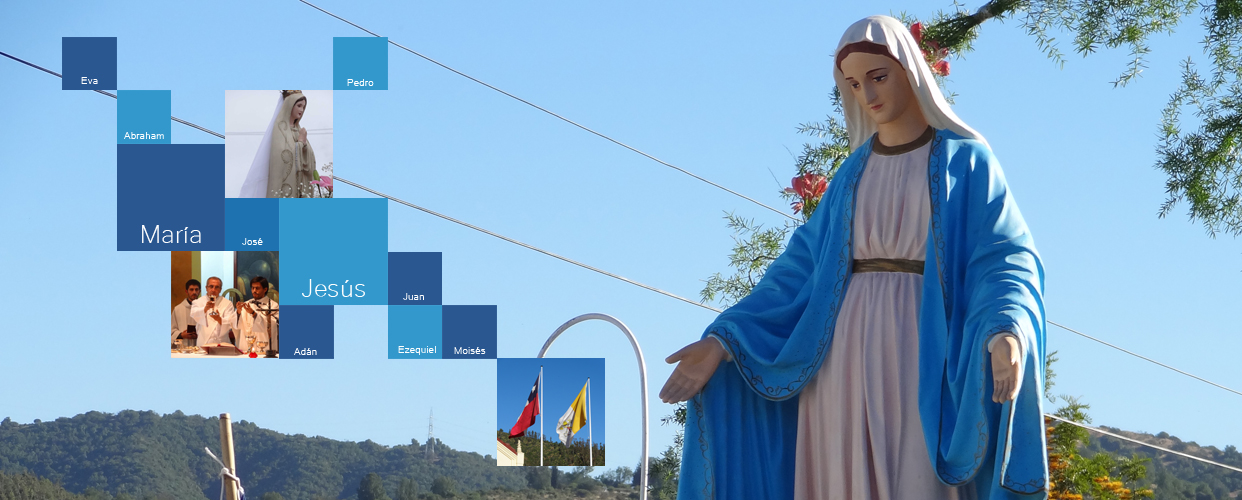 Eva
Pedro
Abraham
María
José
Jesús
Juan
Adán
Ezequiel
Moisés